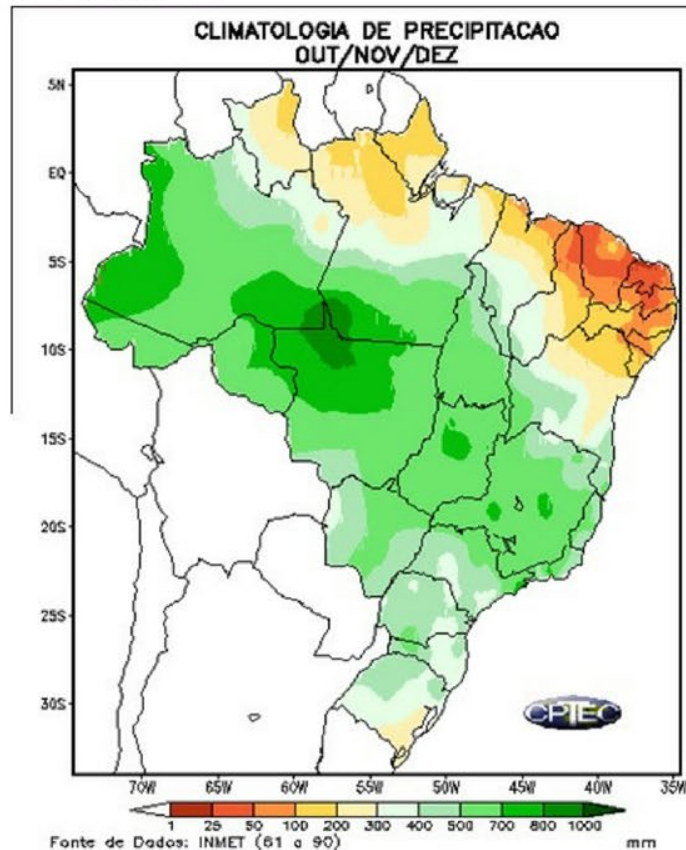 CLIMATOLOGIA DE PRECIPITACAO
OUT/NOV/DEZ
5N
EQ
5S
10S
15S
20S
25S
30S
CPTEC
70W 65W 60W 55W 50W 45W 40W 35W
1 25 50 100 200 300 400 500 700 800 1000
Fonte de Dados: INMET (61 a 90) mm